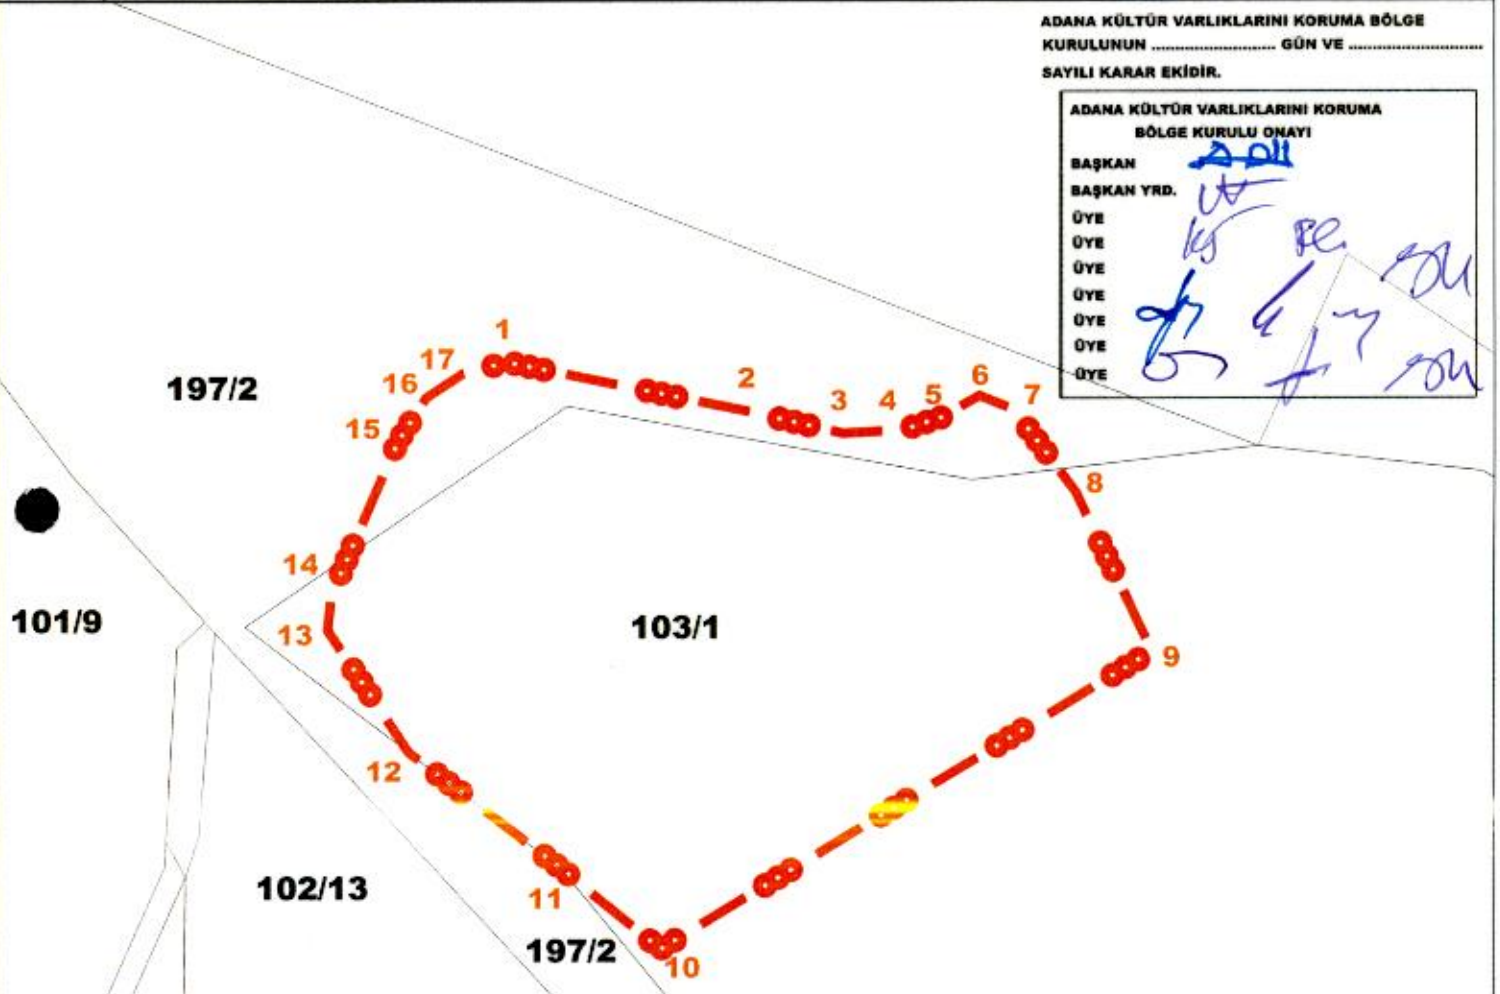 ADANA KÜLTÜR VARLIKLARINI KORUMA BÖLGE
KURULUNUN .............................. GÜN VE ................................
SAYILI KARAR EKİDİR.
ADANA KÜLTÜR VARLIKLARINI KORUMA
BÖLGE KURULU ONAYI
BAŞKAN
BAŞKAN YRD.
ÜYE
ÜYE
ÜYE
ÜYE
ÜYE
ÜYE
ÜYE
1
17
16
15
2
3
4
5
6
7
8
197/2
14
13
101/9
103/1
9
12
11
102/13
197/2
10